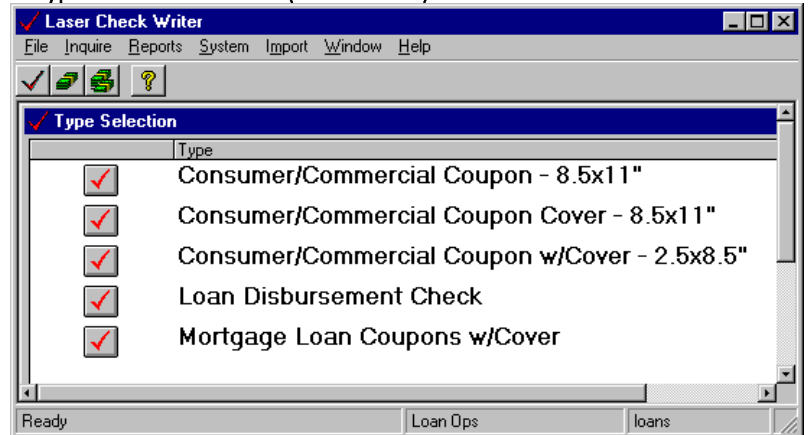 Laser Check Writer
File Inquire Reports System Import Window Help
Type Selection
Type
Consumer/Commercial Coupon - 8.5x11"
Consumer/Commercial Coupon Cover - 8.5x11"
Consumer/Commercial Coupon w/Cover - 2.5x8.5"
Loan Disbursement Check
Mortgage Loan Coupons w/Cover
Ready Loan Ops loans